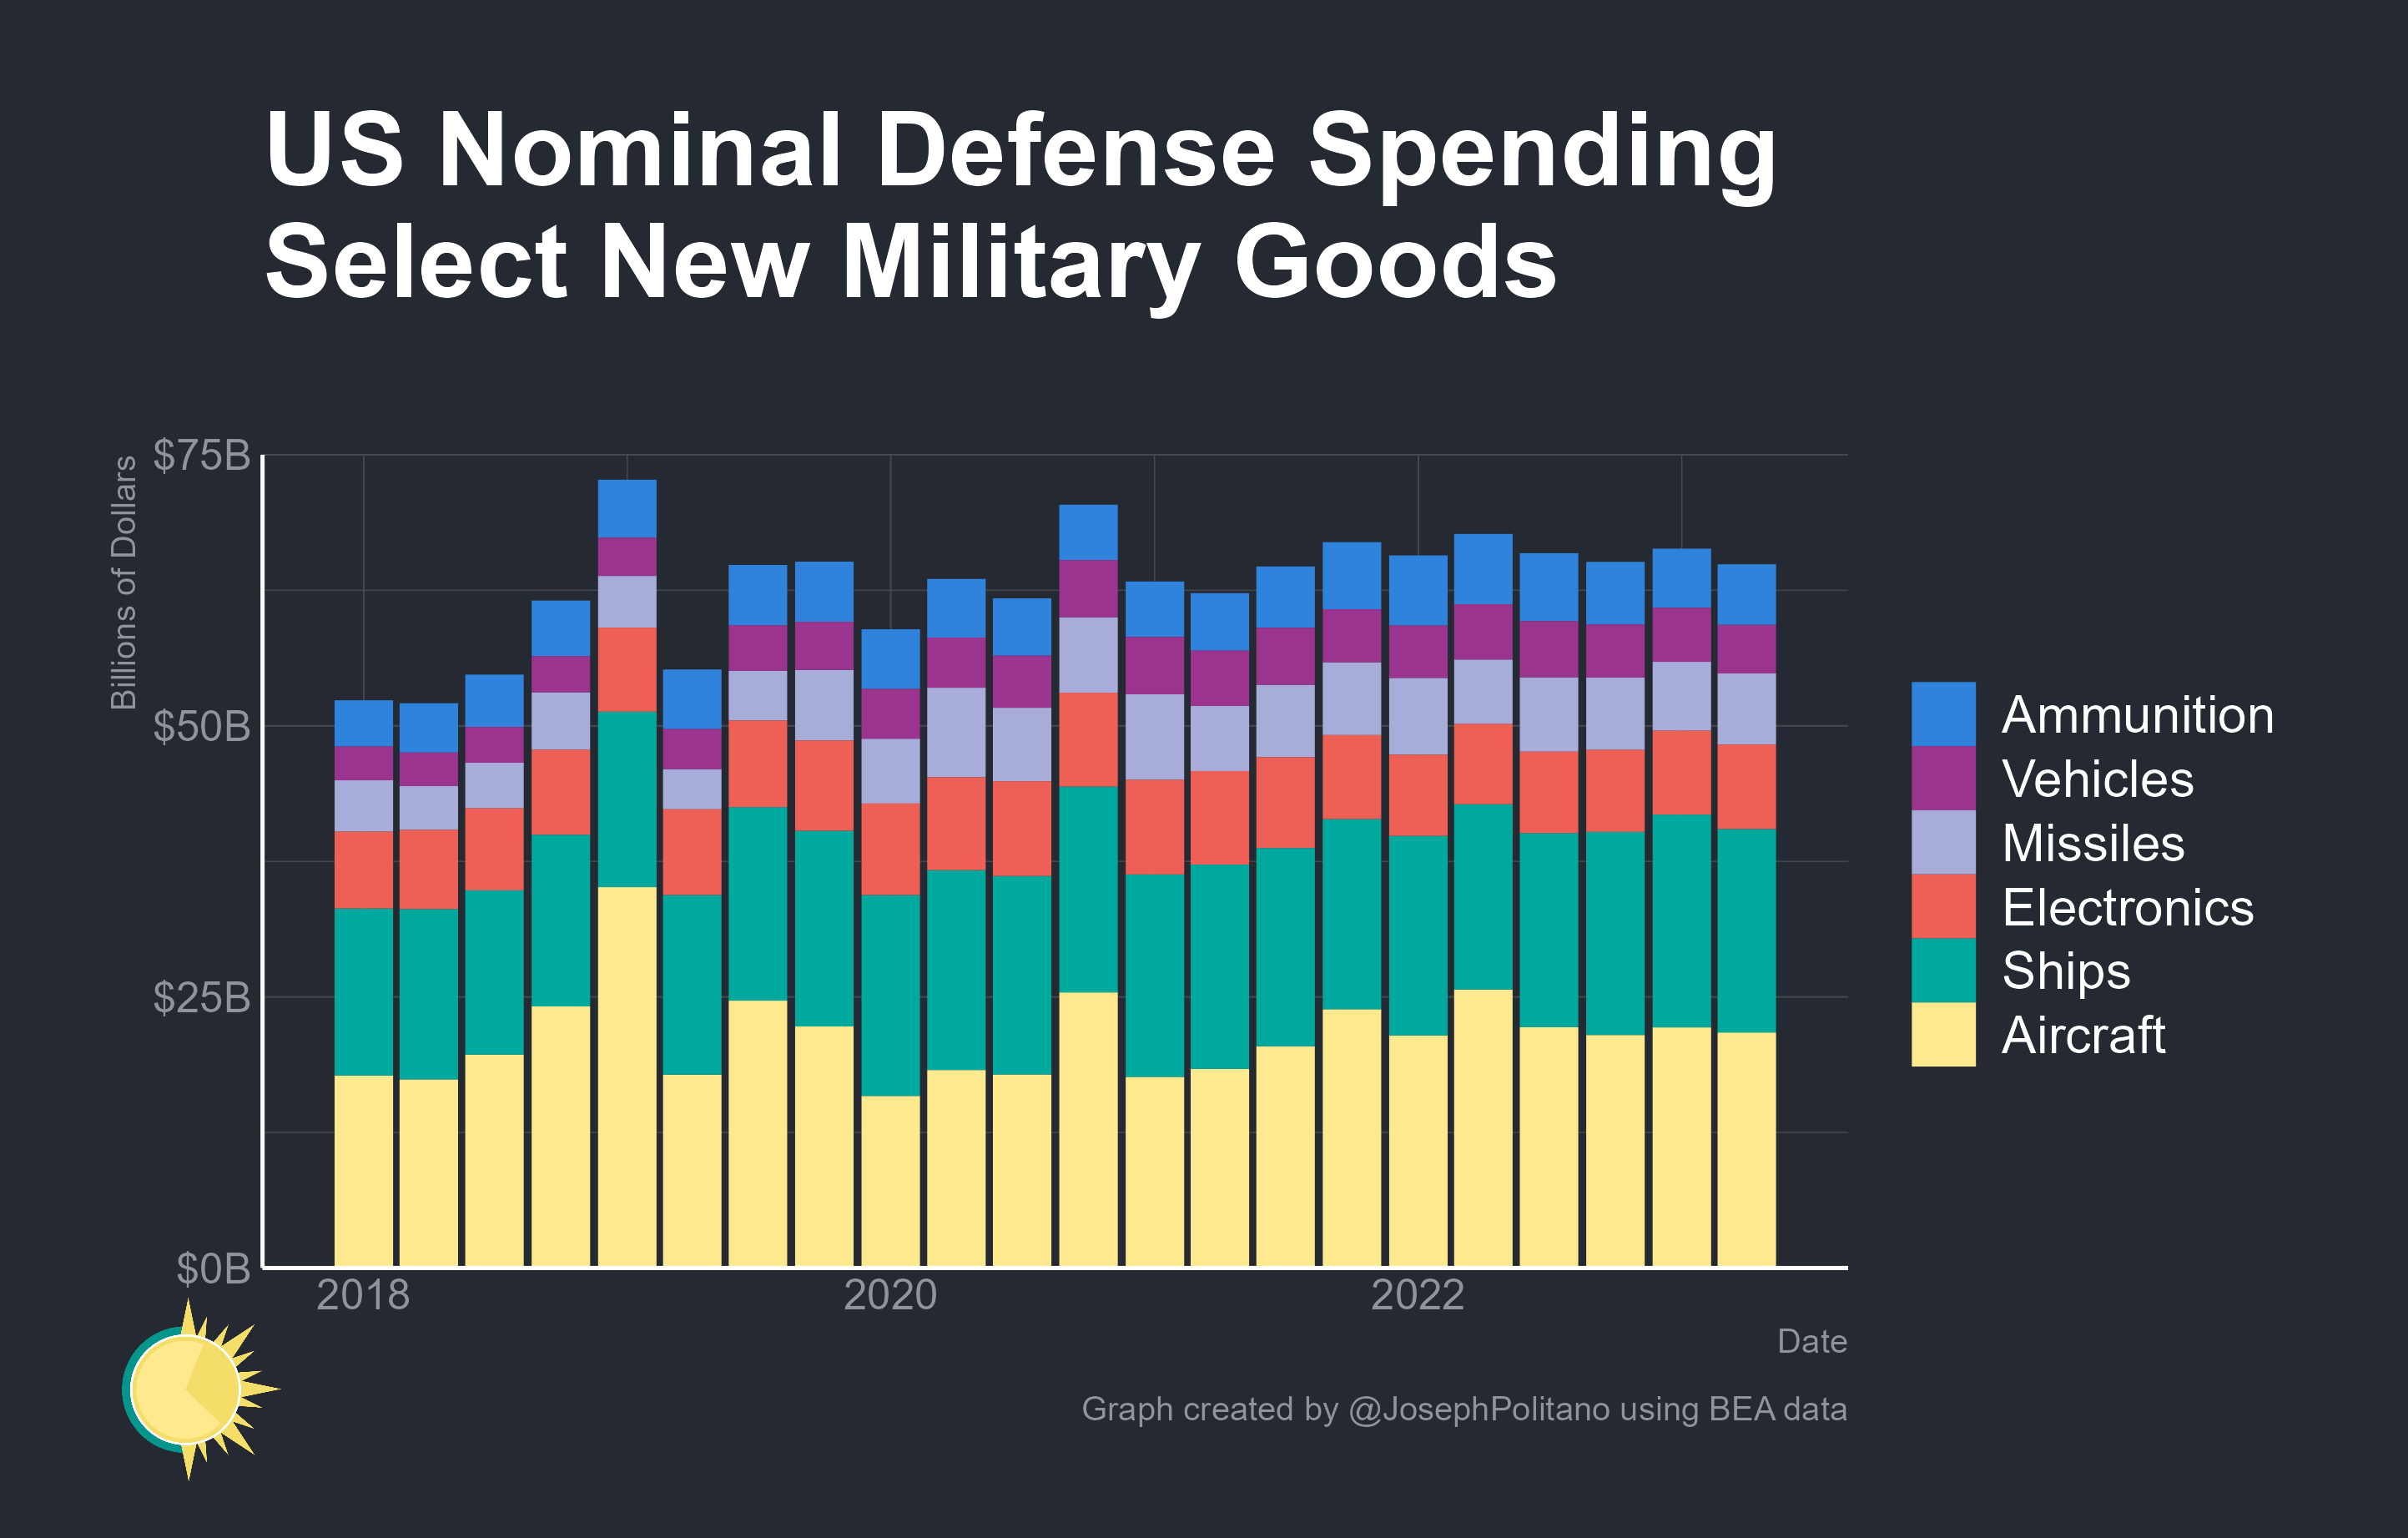 US Nominal Defense Spending
Select New Military Goods
Billions of Dollars
$75B
$50B
$25B
$0B
2018
2020
2022
Date
Ammunition
Vehicles
Missiles
Electronics
Ships
Aircraft
Graph created by @JosephPolitano using BEA data